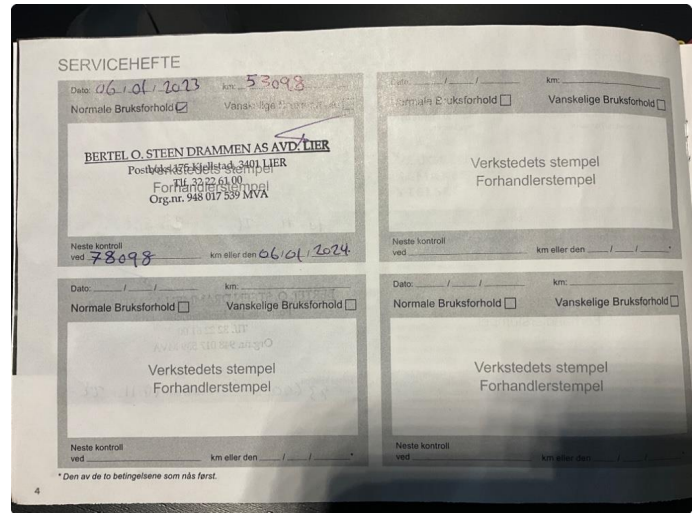 SERVICEHEFTE
Dato: 06/01/2023 km: 53098
Normale Bruksforhold ☑ Vanskelige
BERTEL O. STEEN DRAMMEN AS AVD. LIER
Postboks 175 Kjellstad, 3401 LIER
Verkstedets stempel
Tlf. 32 22 61 00
Forhandlerstempel
Org.nr. 948 017 539 MVA
Neste kontroll
ved 78098 km eller den 06/01/2024
Dato: / / km:
Normale Bruksforhold Vanskelige Bruksforhold
Verkstedets stempel
Forhandlerstempel
Neste kontroll
ved km eller den / / *
Dato: / / km:
Normale Bruksforhold Vanskelige Bruksforhold
Verkstedets stempel
Forhandlerstempel
Neste kontroll
ved km eller den / / *
Dato: / / km:
Normale Bruksforhold Vanskelige Bruksforhold
Verkstedets stempel
Forhandlerstempel
Neste kontroll
ved km eller den / /
* Den av de to betingelsene som nås først.
4